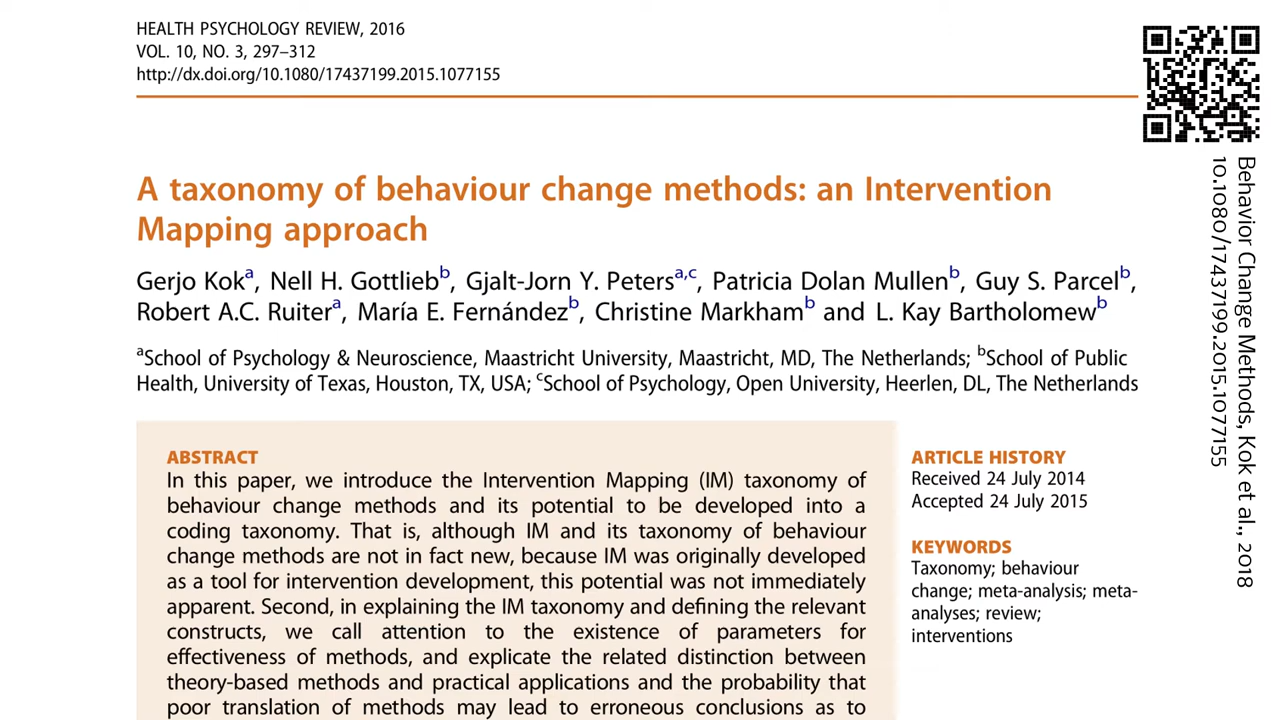 HEALTH PSYCHOLOGY REVIEW, 2016
VOL. 10, NO. 3, 297–312
http://dx.doi.org/10.1080/17437199.2015.1077155
A taxonomy of behaviour change methods: an Intervention
Mapping approach
Gerjo Kokᵃ, Nell H. Gottliebᵇ, Gjalt-Jorn Y. Petersᵃ,ᶜ, Patricia Dolan Mullenᵇ, Guy S. Parcelᵇ,
Robert A.C. Ruiterᵃ, María E. Fernándezᵇ, Christine Markhamᵇ and L. Kay Bartholomewᵇ
ᵃSchool of Psychology & Neuroscience, Maastricht University, Maastricht, MD, The Netherlands; ᵇSchool of Public
Health, University of Texas, Houston, TX, USA; ᶜSchool of Psychology, Open University, Heerlen, DL, The Netherlands
ABSTRACT
In this paper, we introduce the Intervention Mapping (IM) taxonomy of
behaviour change methods and its potential to be developed into a
coding taxonomy. That is, although IM and its taxonomy of behaviour
change methods are not in fact new, because IM was originally developed
as a tool for intervention development, this potential was not immediately
apparent. Second, in explaining the IM taxonomy and defining the relevant
constructs, we call attention to the existence of parameters for
effectiveness of methods, and explicate the related distinction between
theory-based methods and practical applications and the probability that
poor translation of methods may lead to erroneous conclusions as to
ARTICLE HISTORY
Received 24 July 2014
Accepted 24 July 2015
KEYWORDS
Taxonomy; behaviour
change; meta-analysis; meta-
analyses; review;
interventions
Behavior Change Methods, Kok et al., 2018
10.1080/17437199.2015.1077155